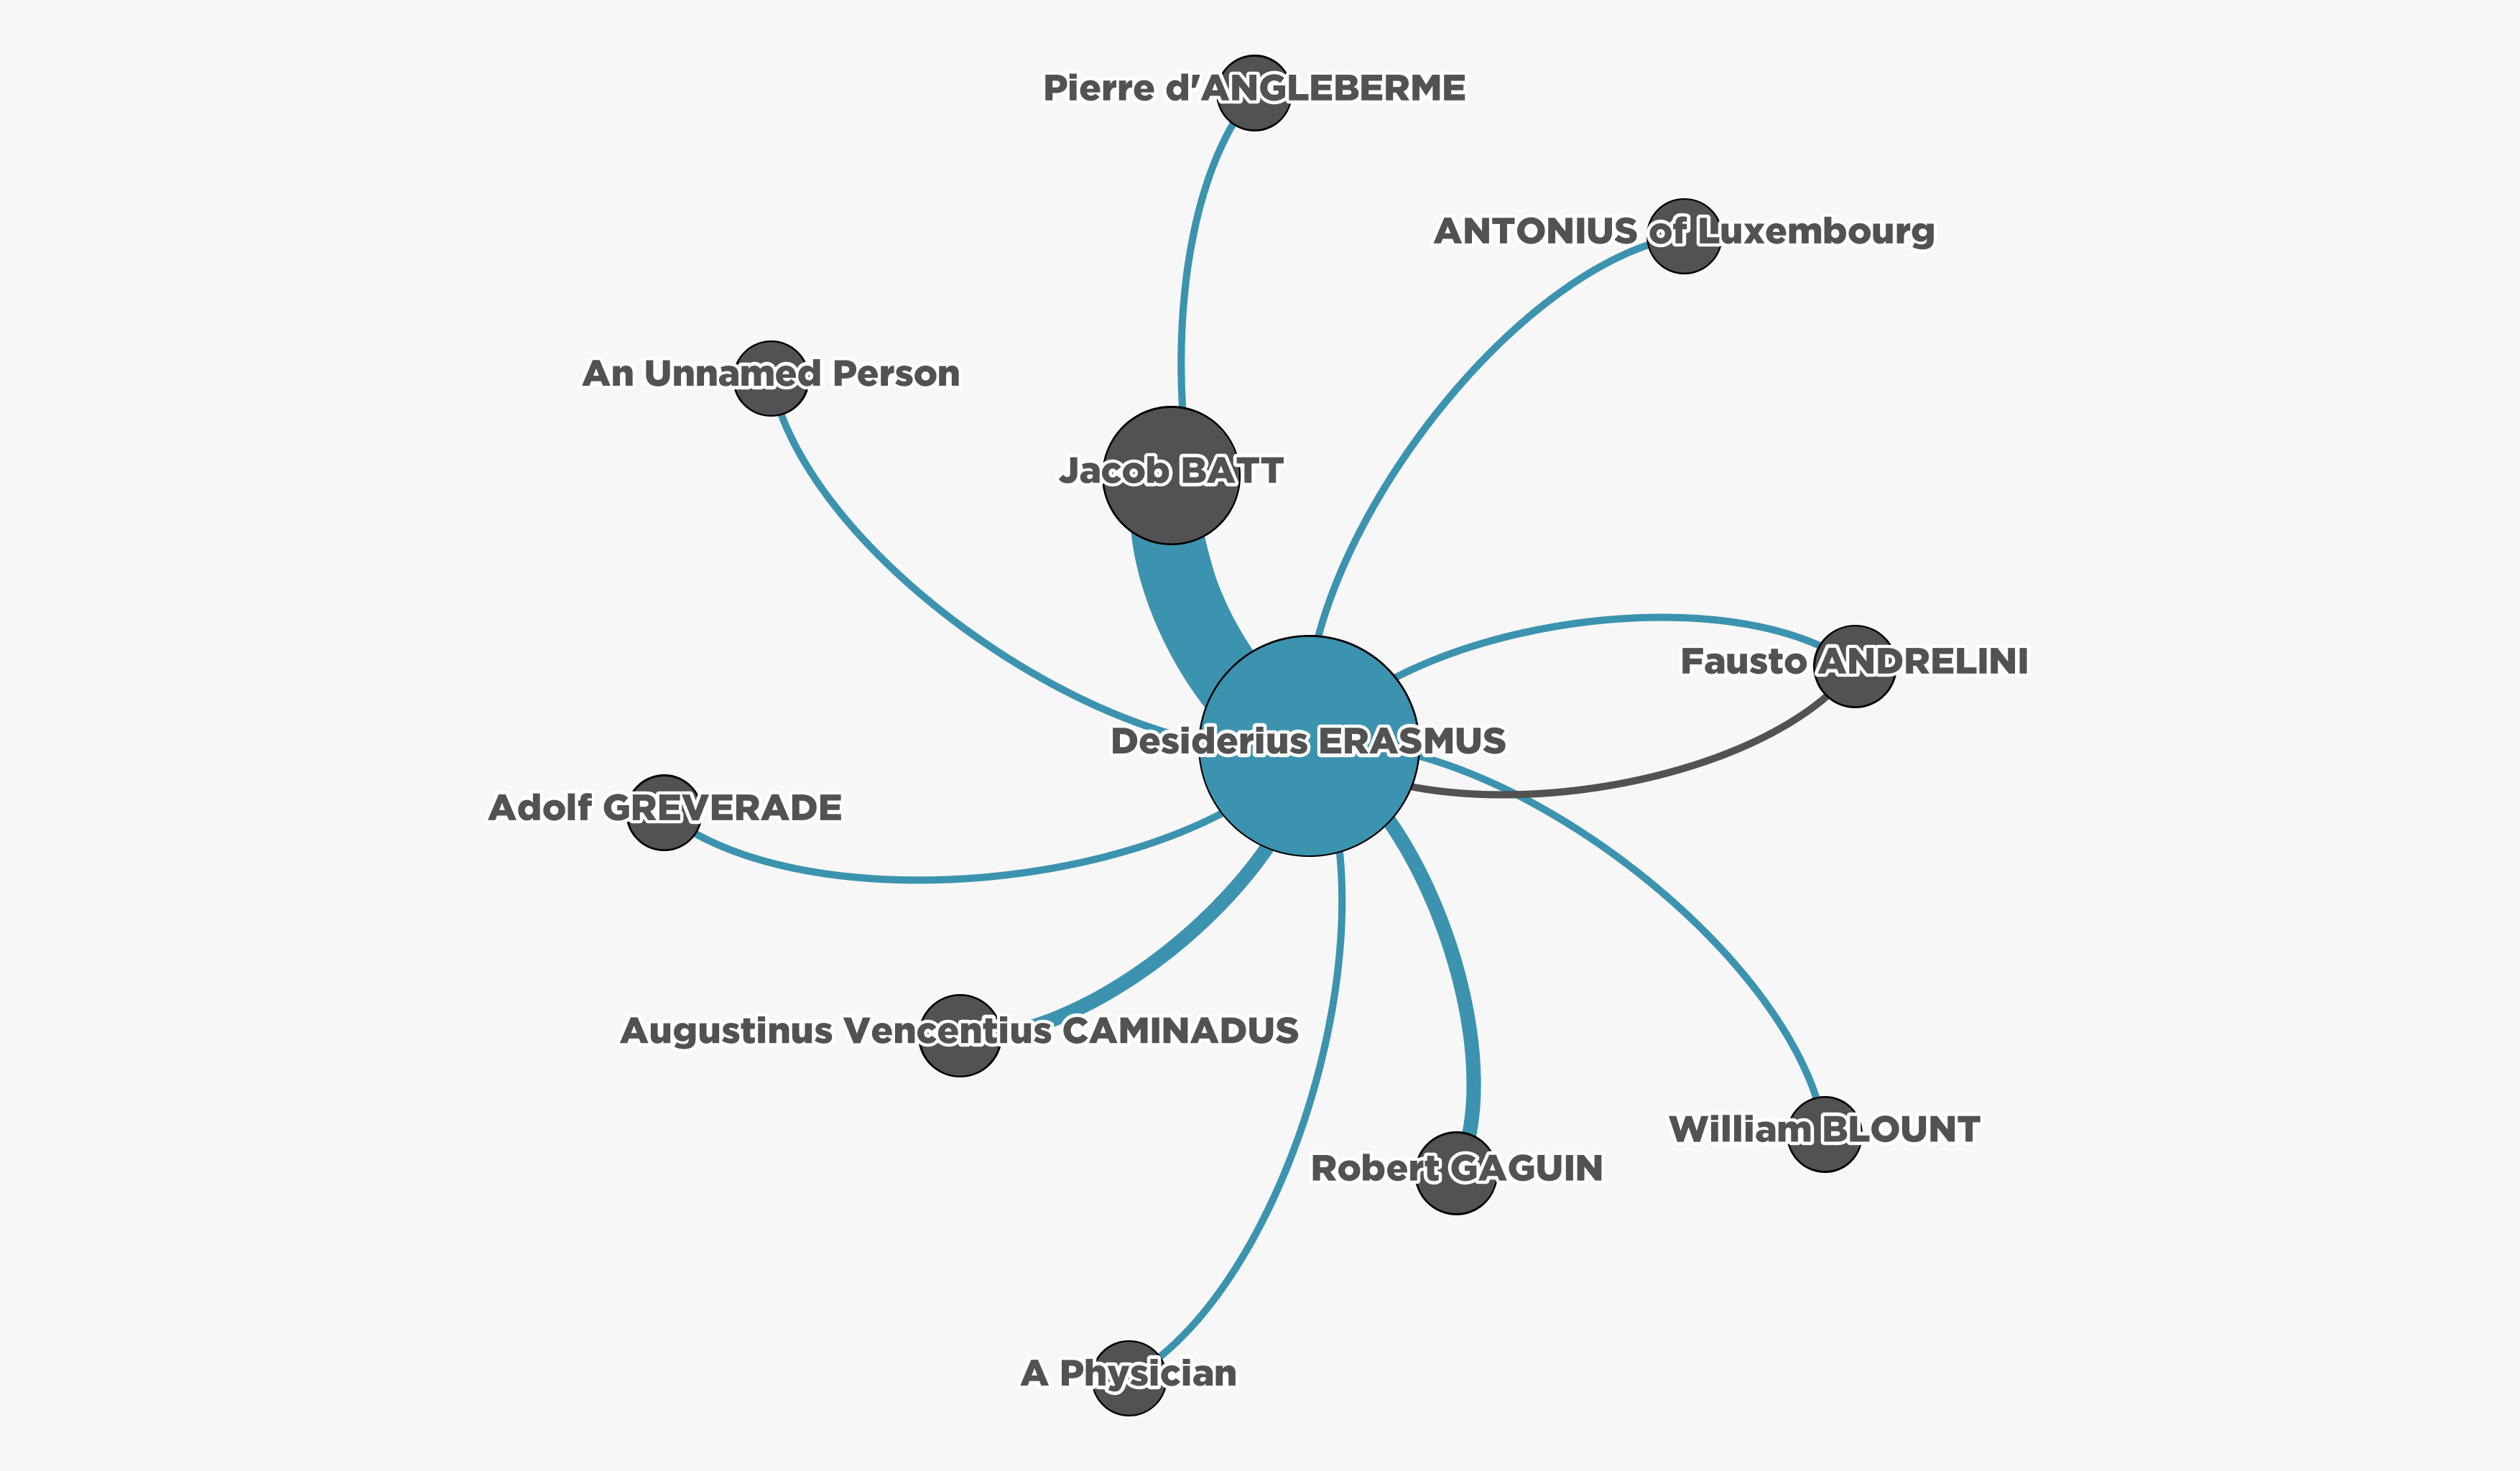 Pierre d'ANGLEBERME
ANTONIUS of Luxembourg
An Unnamed Person
Jacob BATT
Fausto ANDRELINI
Desiderius ERASMUS
Adolf GREVERADE
Augustinus Vencentius CAMINADUS
William BLOUNT
Robert GAGUIN
A Physician